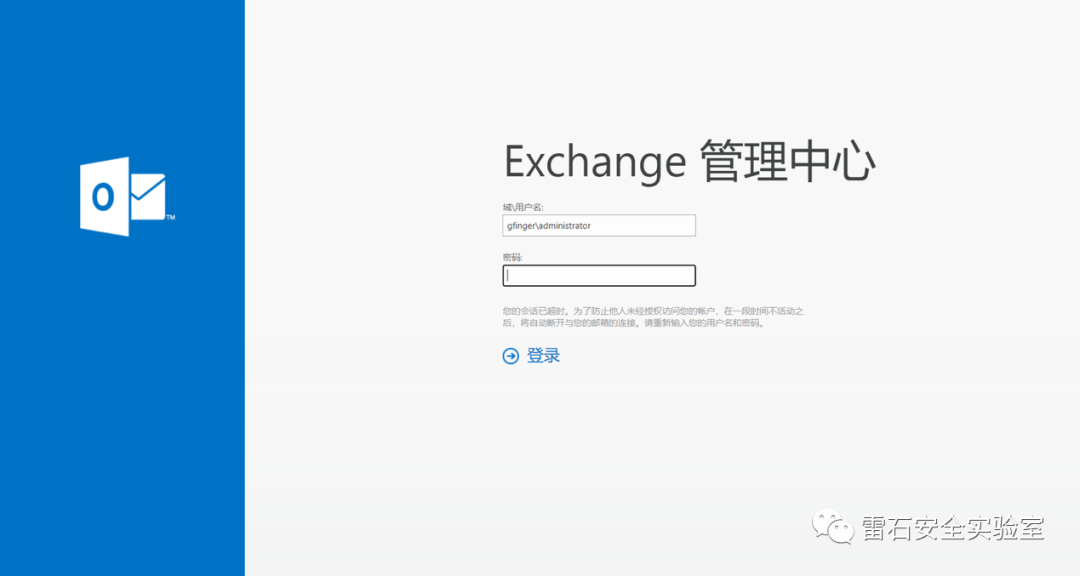 Exchange 管理中心
域\用户名:
gfinger\administrator
密码:
您的会话已超时。为了防止他人未经授权访问您的帐户，在一段时间不活动之
后，将自动断开与您的邮箱的连接。请重新输入您的用户名和密码。
登录
O
TM
雷石安全实验室